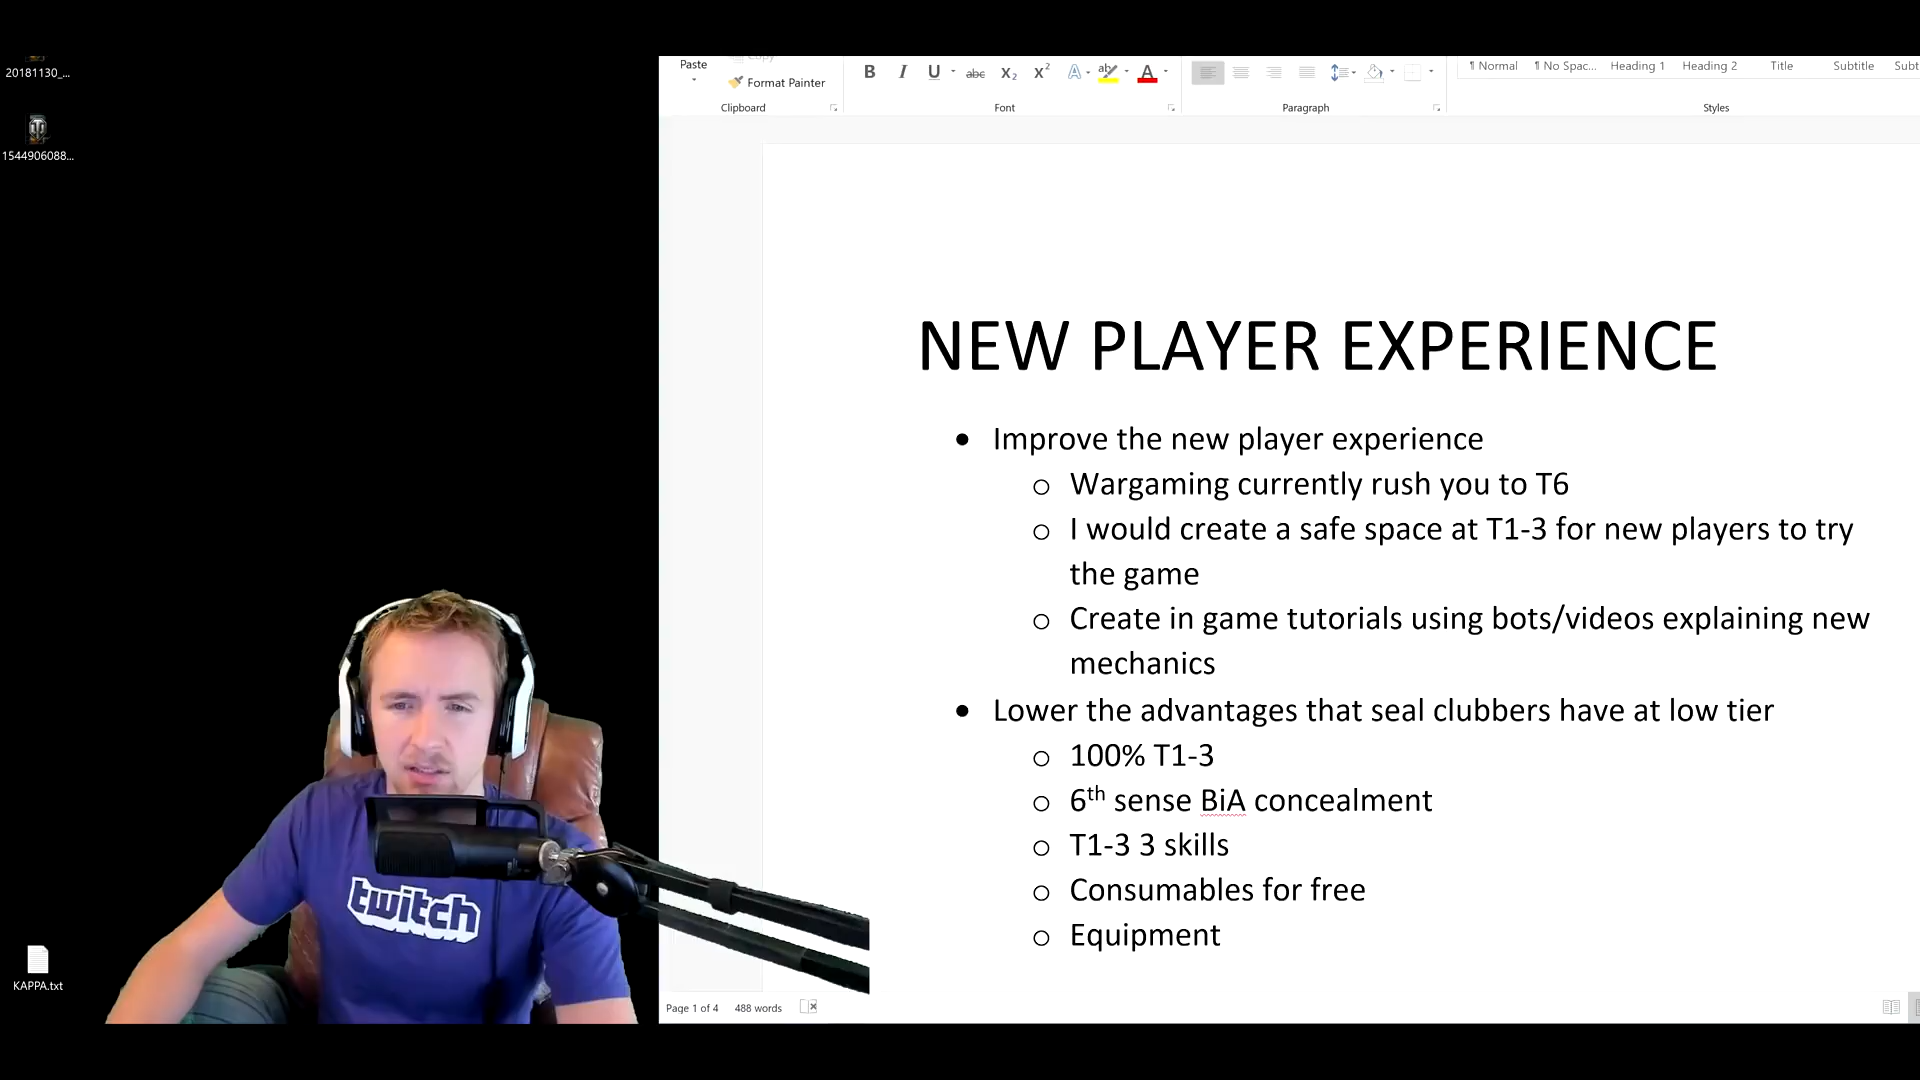 20181130_...
1544906088...
KAPPA.txt
twitch
Paste
Copy
Format Painter
Clipboard
B I U abc X2 X2 A ab A
Font
Paragraph
¶ Normal ¶ No Spac... Heading 1 Heading 2 Title Subtitle Subt
Styles
NEW PLAYER EXPERIENCE
• Improve the new player experience
o Wargaming currently rush you to T6
o I would create a safe space at T1-3 for new players to try
the game
o Create in game tutorials using bots/videos explaining new
mechanics
• Lower the advantages that seal clubbers have at low tier
o 100% T1-3
o 6th sense BiA concealment
o T1-3 3 skills
o Consumables for free
o Equipment
Page 1 of 4 488 words